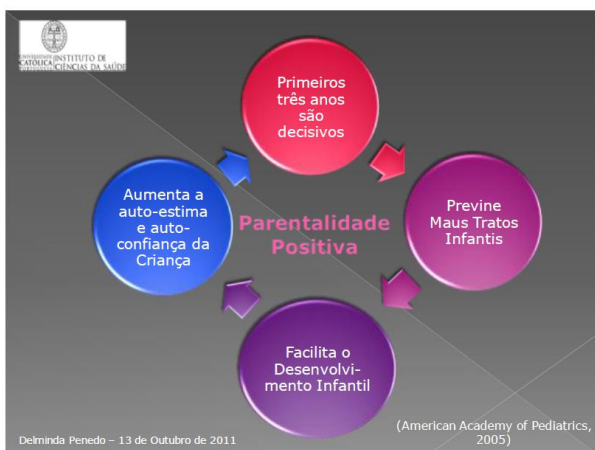 UNIVERSIDADE
CATÓLICA
PORTUGUESA
INSTITUTO DE
CIÊNCIAS DA SAÚDE
Primeiros
três anos
são
decisivos
Previne
Maus Tratos
Infantis
Facilita o
Desenvolvi-
mento Infantil
Aumenta a
auto-estima
e auto-
confiança da
Criança
Parentalidade
Positiva
(American Academy of Pediatrics,
2005)
Delminda Penedo – 13 de Outubro de 2011